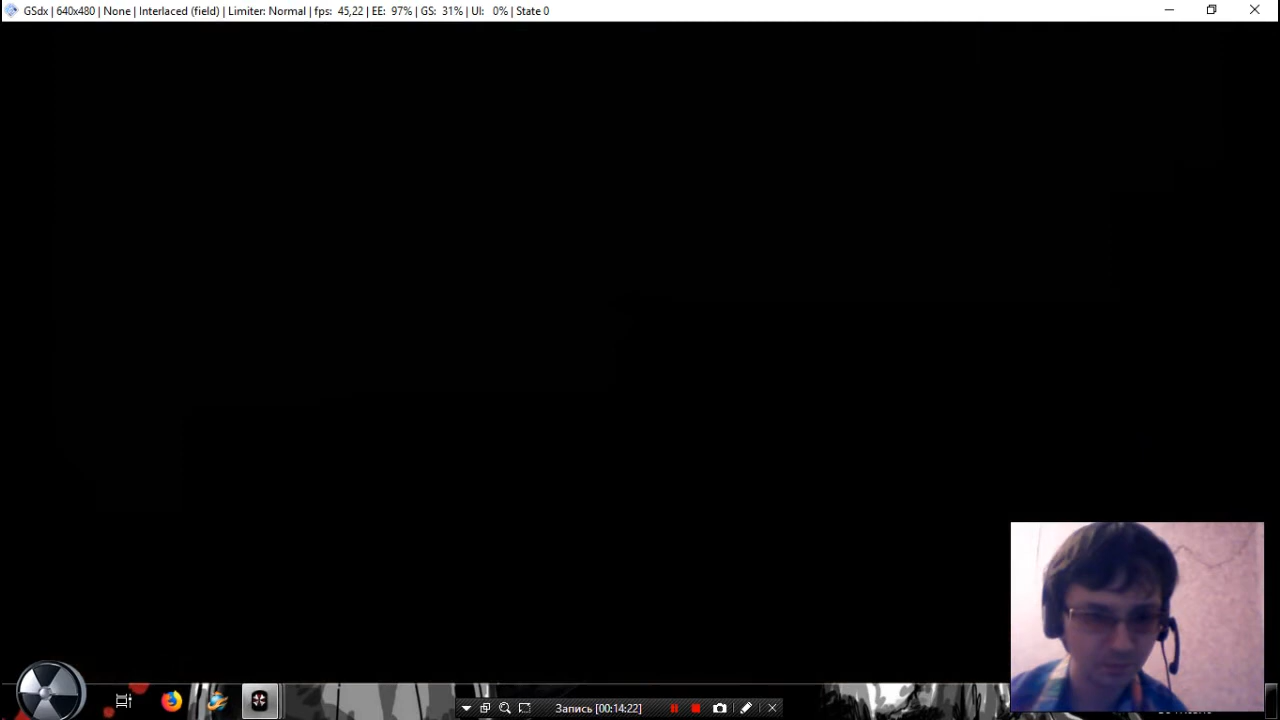 GSdx | 640x480 | None | Interlaced (field) | Limiter: Normal | fps: 45,22 | EE: 97% | GS: 31% | UI: 0% | State 0
Запись [00:14:22]